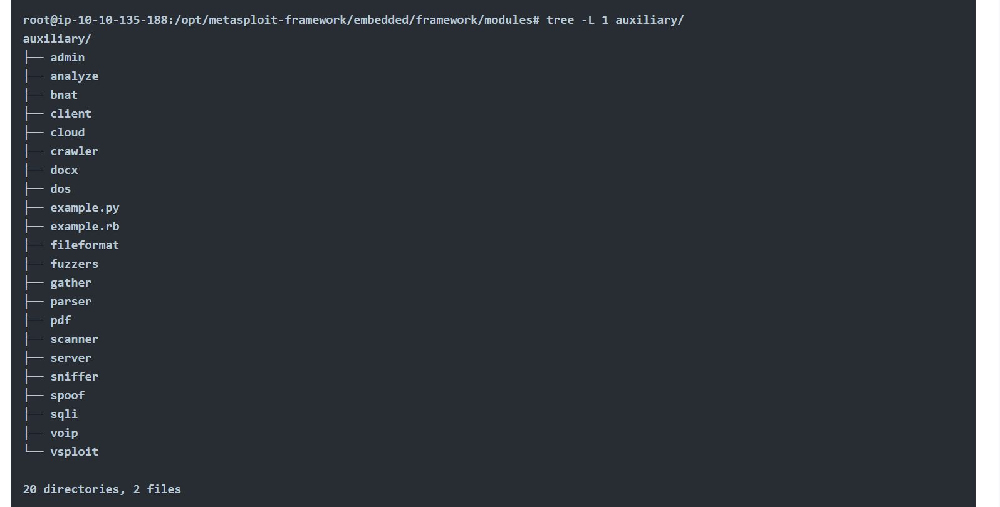 root@ip-10-10-135-188:/opt/metasploit-framework/embedded/framework/modules# tree -L 1 auxiliary/
auxiliary/
├── admin
├── analyze
├── bnat
├── client
├── cloud
├── crawler
├── docx
├── dos
├── example.py
├── example.rb
├── fileformat
├── fuzzers
├── gather
├── parser
├── pdf
├── scanner
├── server
├── sniffer
├── spoof
├── sqli
├── voip
└── vsploit

20 directories, 2 files